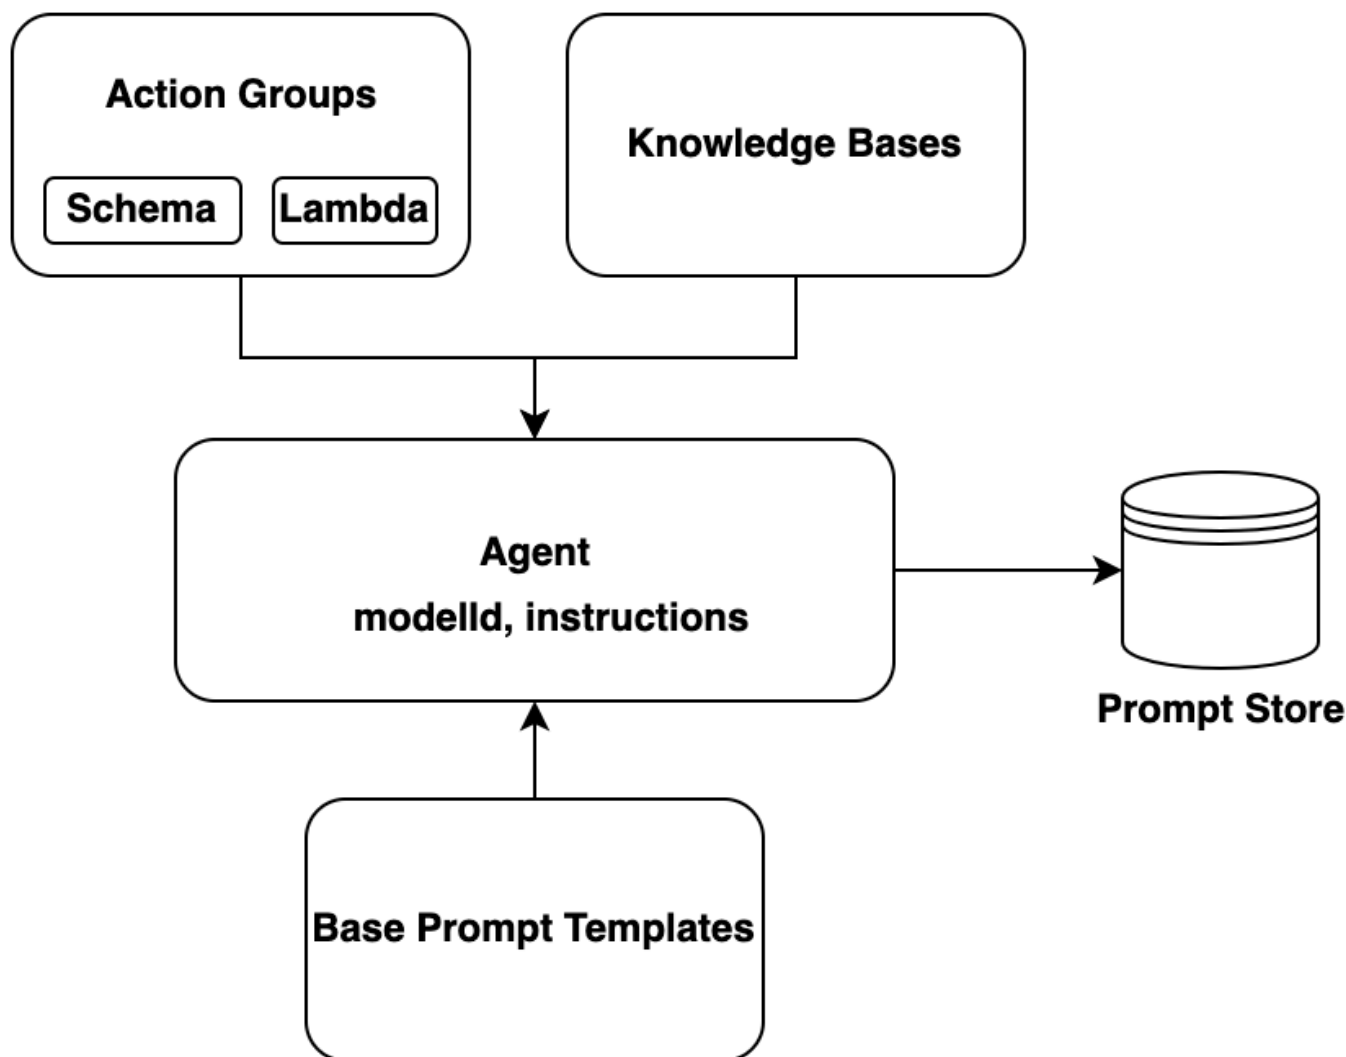 Action Groups
Knowledge Bases
Schema
Lambda
Agent
modelId, instructions
Prompt Store
Base Prompt Templates